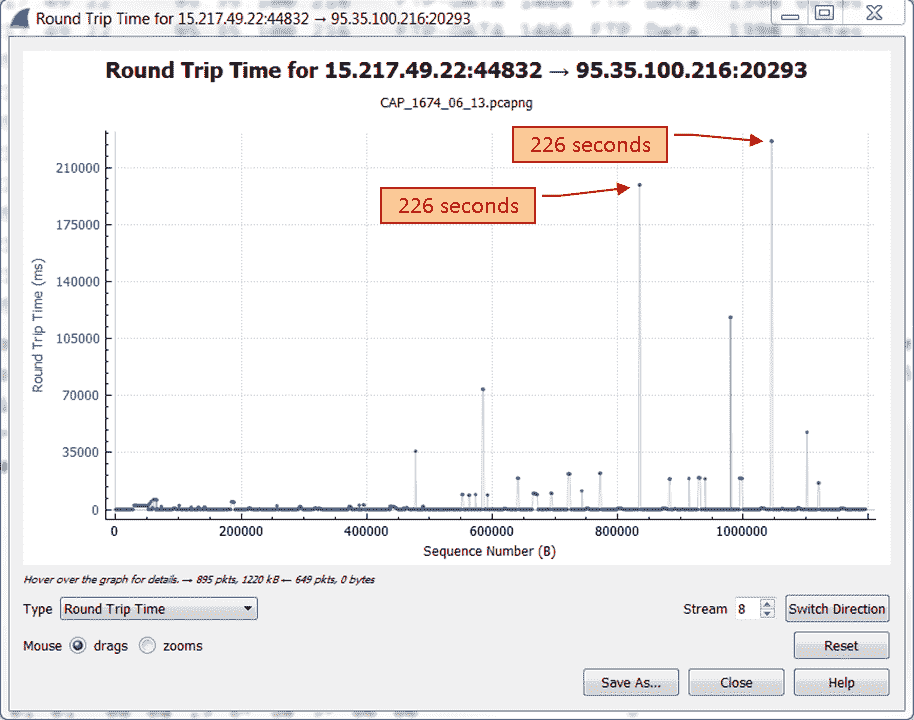 Round Trip Time for 15.217.49.22:44832 → 95.35.100.216:20293
Round Trip Time for 15.217.49.22:44832 → 95.35.100.216:20293
CAP_1674_06_13.pcapng
226 seconds
226 seconds
Round Trip Time (ms)
210000
175000
140000
105000
70000
35000
0
0 200000 400000 600000 800000 1000000
Sequence Number (B)
Hover over the graph for details. → 895 pkts, 1220 kB ← 649 pkts, 0 bytes
Type Round Trip Time Stream 8 Switch Direction
Mouse drags zooms Reset
Save As... Close Help